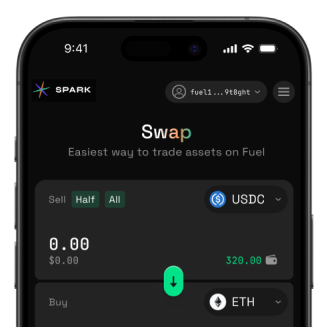 9:41
SPARK
fuel1...9t8ght
Swap
Easiest way to trade assets on Fuel
Sell Half All USDC
0.00
$0.00 320.00
Buy ETH